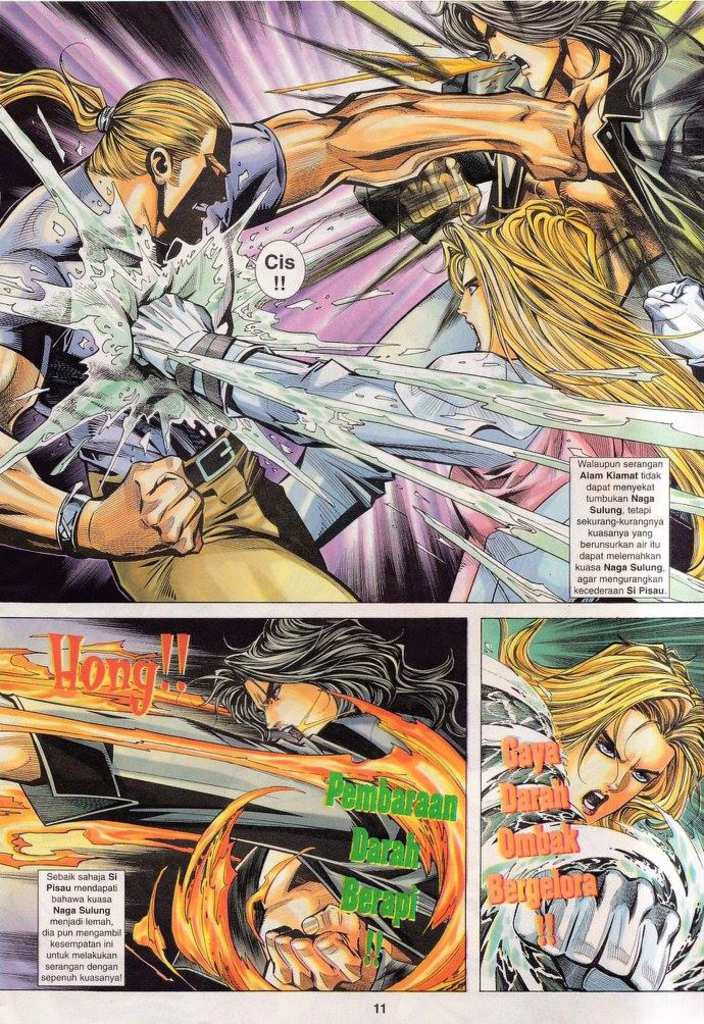 Cis
!!
Walaupun serangan
Alam Kiamat tidak
dapat menyekat
tumbukan Naga
Sulung, tetapi
sekurang-kurangnya
kuasanya yang
berunsurkan air itu
dapat melemahkan
kuasa Naga Sulung,
agar mengurangkan
kecederaan Si Pisau.
Hong!!
Pembaraan
Darah
Berapi
!!
Sebaik sahaja Si
Pisau mendapati
bahawa kuasa
Naga Sulung
menjadi lemah,
dia pun mengambil
kesempatan ini
untuk melakukan
serangan dengan
sepenuh kuasanya!
Gaya
Darah
Ombak
Bergelora
!!
11